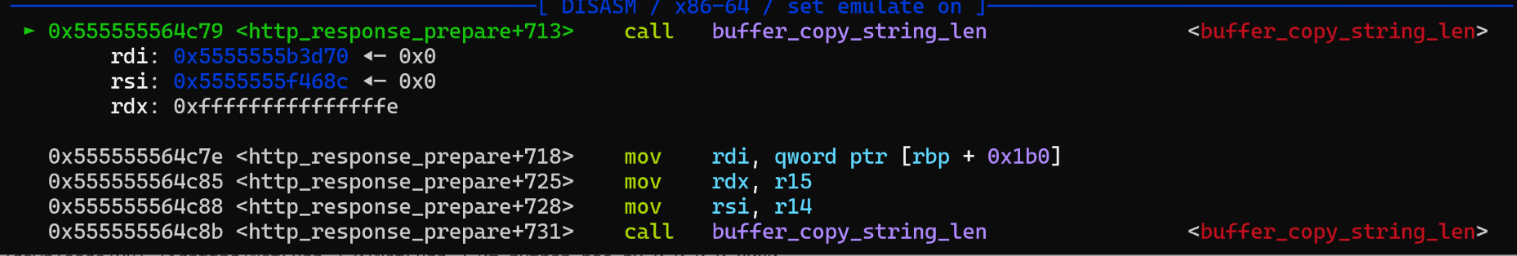 [ DISASM / x86-64 / set emulate on ]
► 0x555555564c79 <http_response_prepare+713>    call   buffer_copy_string_len                <buffer_copy_string_len>
rdi: 0x5555555b3d70 ◂— 0x0
rsi: 0x5555555f468c ◂— 0x0
rdx: 0xfffffffffffffffe
0x555555564c7e <http_response_prepare+718>    mov    rdi, qword ptr [rbp + 0x1b0]
0x555555564c85 <http_response_prepare+725>    mov    rdx, r15
0x555555564c88 <http_response_prepare+728>    mov    rsi, r14
0x555555564c8b <http_response_prepare+731>    call   buffer_copy_string_len                <buffer_copy_string_len>